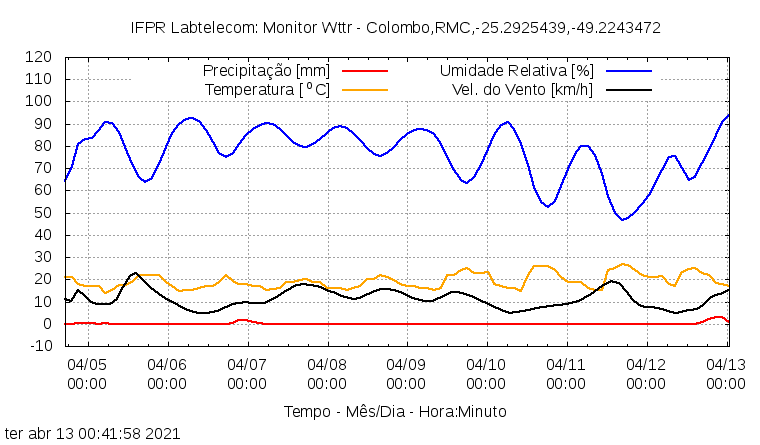 IFPR Labtelecom: Monitor Wttr - Colombo,RMC,-25.2925439,-49.2243472
120
110
100
90
80
70
60
50
40
30
20
10
0
-10
Precipitação [mm]
Temperatura [⁰C]
Umidade Relativa [%]
Vel. do Vento [km/h]
04/05 04/06 04/07 04/08 04/09 04/10 04/11 04/12 04/13
00:00 00:00 00:00 00:00 00:00 00:00 00:00 00:00 00:00
Tempo - Mês/Dia - Hora:Minuto
ter abr 13 00:41:58 2021